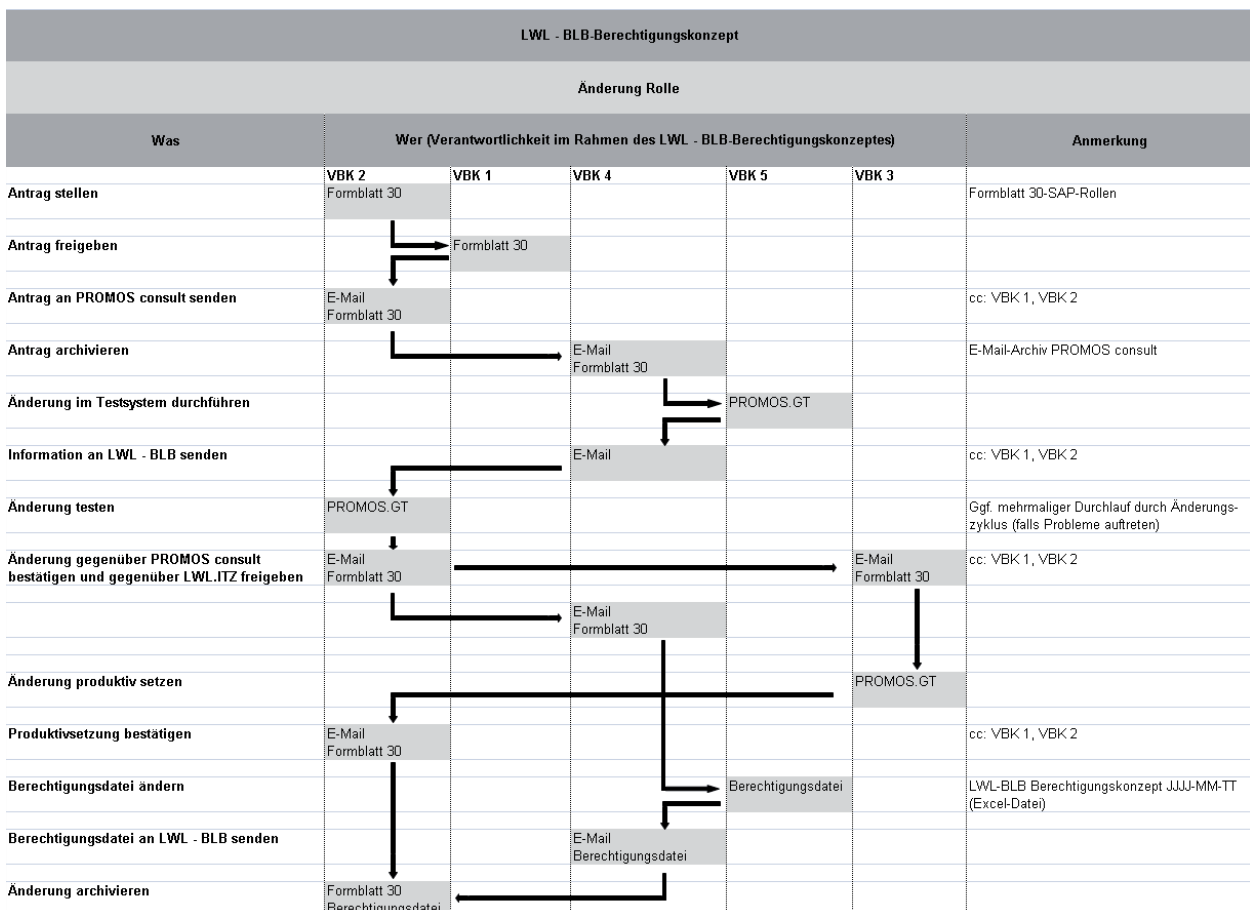 LWL - BLB-Berechtigungskonzept
Änderung Rolle
Was
Wer (Verantwortlichkeit im Rahmen des LWL - BLB-Berechtigungskonzeptes)
Anmerkung
VBK 2
VBK 1
VBK 4
VBK 5
VBK 3
Antrag stellen
Formblatt 30
Formblatt 30-SAP-Rollen
Antrag freigeben
Formblatt 30
Antrag an PROMOS consult senden
E-Mail
Formblatt 30
cc: VBK 1, VBK 2
Antrag archivieren
E-Mail
Formblatt 30
E-Mail-Archiv PROMOS consult
Änderung im Testsystem durchführen
PROMOS.GT
Information an LWL - BLB senden
E-Mail
cc: VBK 1, VBK 2
Änderung testen
PROMOS.GT
Ggf. mehrmaliger Durchlauf durch Änderungs-
zyklus (falls Probleme auftreten)
Änderung gegenüber PROMOS consult
bestätigen und gegenüber LWL.ITZ freigeben
E-Mail
Formblatt 30
E-Mail
Formblatt 30
cc: VBK 1, VBK 2
E-Mail
Formblatt 30
Änderung produktiv setzen
PROMOS.GT
Produktivsetzung bestätigen
E-Mail
Formblatt 30
cc: VBK 1, VBK 2
Berechtigungsdatei ändern
Berechtigungsdatei
LWL-BLB Berechtigungskonzept JJJJ-MM-TT
(Excel-Datei)
Berechtigungsdatei an LWL - BLB senden
E-Mail
Berechtigungsdatei
Änderung archivieren
Formblatt 30
Berechtigungsdatei